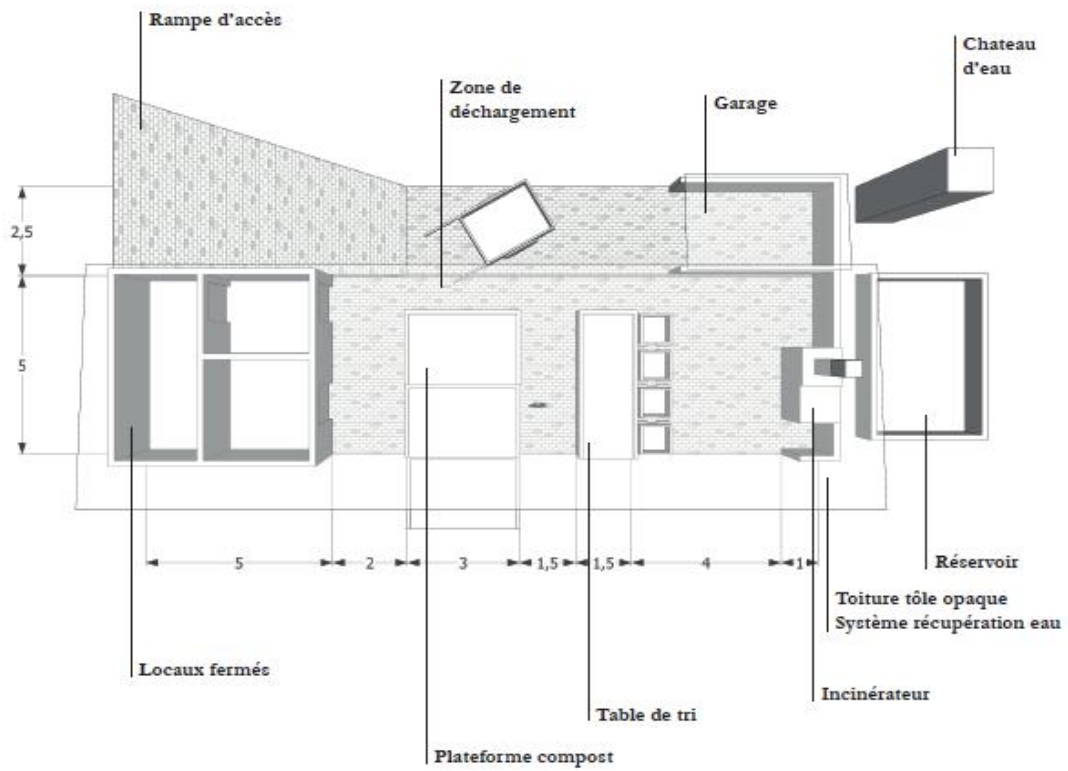 Rampe d'accès
Chateau
d'eau
Zone de
déchargement
Garage
2,5
5
5
2
3
1,5
1,5
4
1
Réservoir
Toiture tôle opaque
Système récupération eau
Locaux fermés
Incinérateur
Table de tri
Plateforme compost